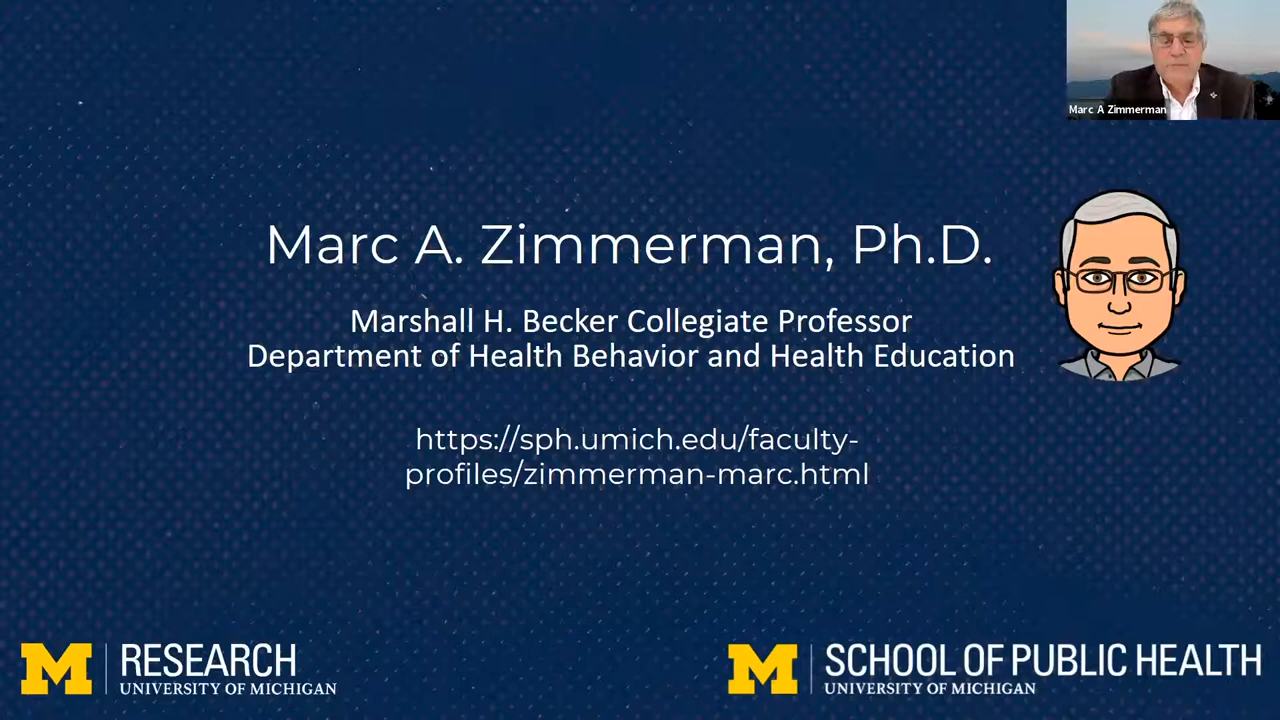 Marc A Zimmerman
Marc A. Zimmerman, Ph.D.
Marshall H. Becker Collegiate Professor
Department of Health Behavior and Health Education
https://sph.umich.edu/faculty-
profiles/zimmerman-marc.html
M RESEARCH
UNIVERSITY OF MICHIGAN
M SCHOOL OF PUBLIC HEALTH
UNIVERSITY OF MICHIGAN